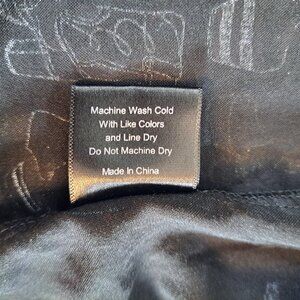 Machine Wash Cold
With Like Colors
and Line Dry
Do Not Machine Dry
Made In China